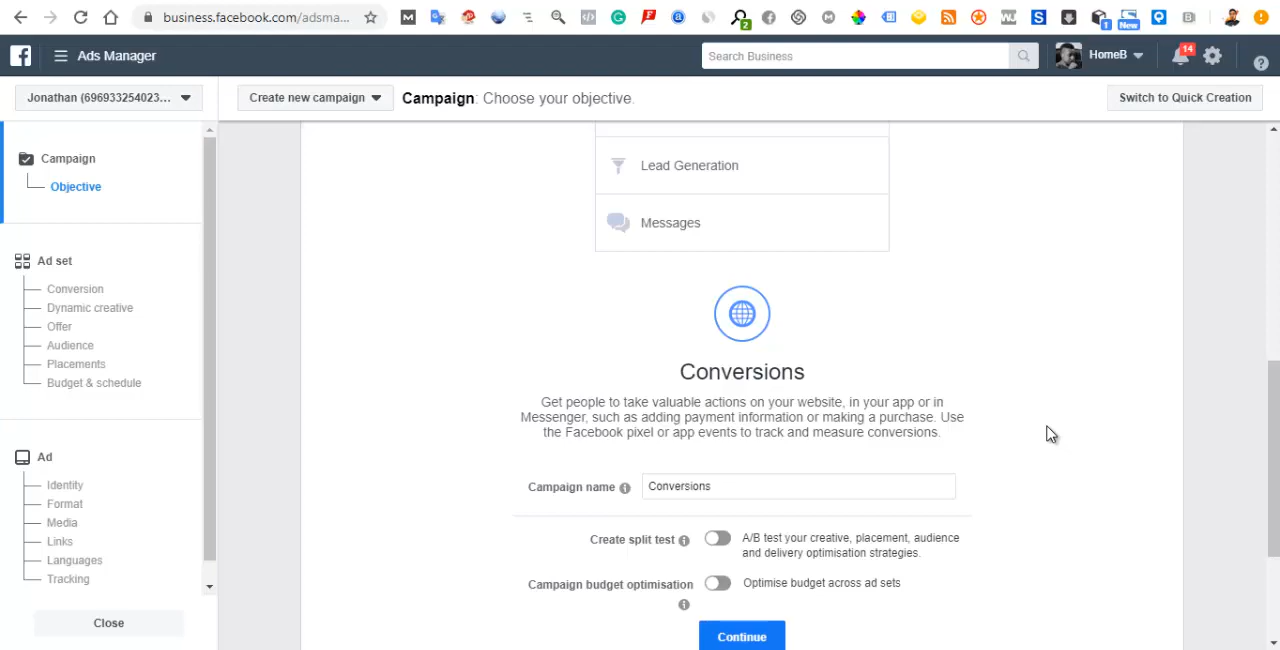 business.facebook.com/adsma...
2
1
New
Ads Manager
Search Business
HomeB
14
Jonathan (696933254023...
Create new campaign
Campaign: Choose your objective.
Switch to Quick Creation
Campaign
Objective
Ad set
Conversion
Dynamic creative
Offer
Audience
Placements
Budget & schedule
Ad
Identity
Format
Media
Links
Languages
Tracking
Close
Lead Generation
Messages
Conversions
Get people to take valuable actions on your website, in your app or in
Messenger, such as adding payment information or making a purchase. Use
the Facebook pixel or app events to track and measure conversions.
Campaign name
Conversions
Create split test
A/B test your creative, placement, audience
and delivery optimisation strategies.
Campaign budget optimisation
Optimise budget across ad sets
Continue